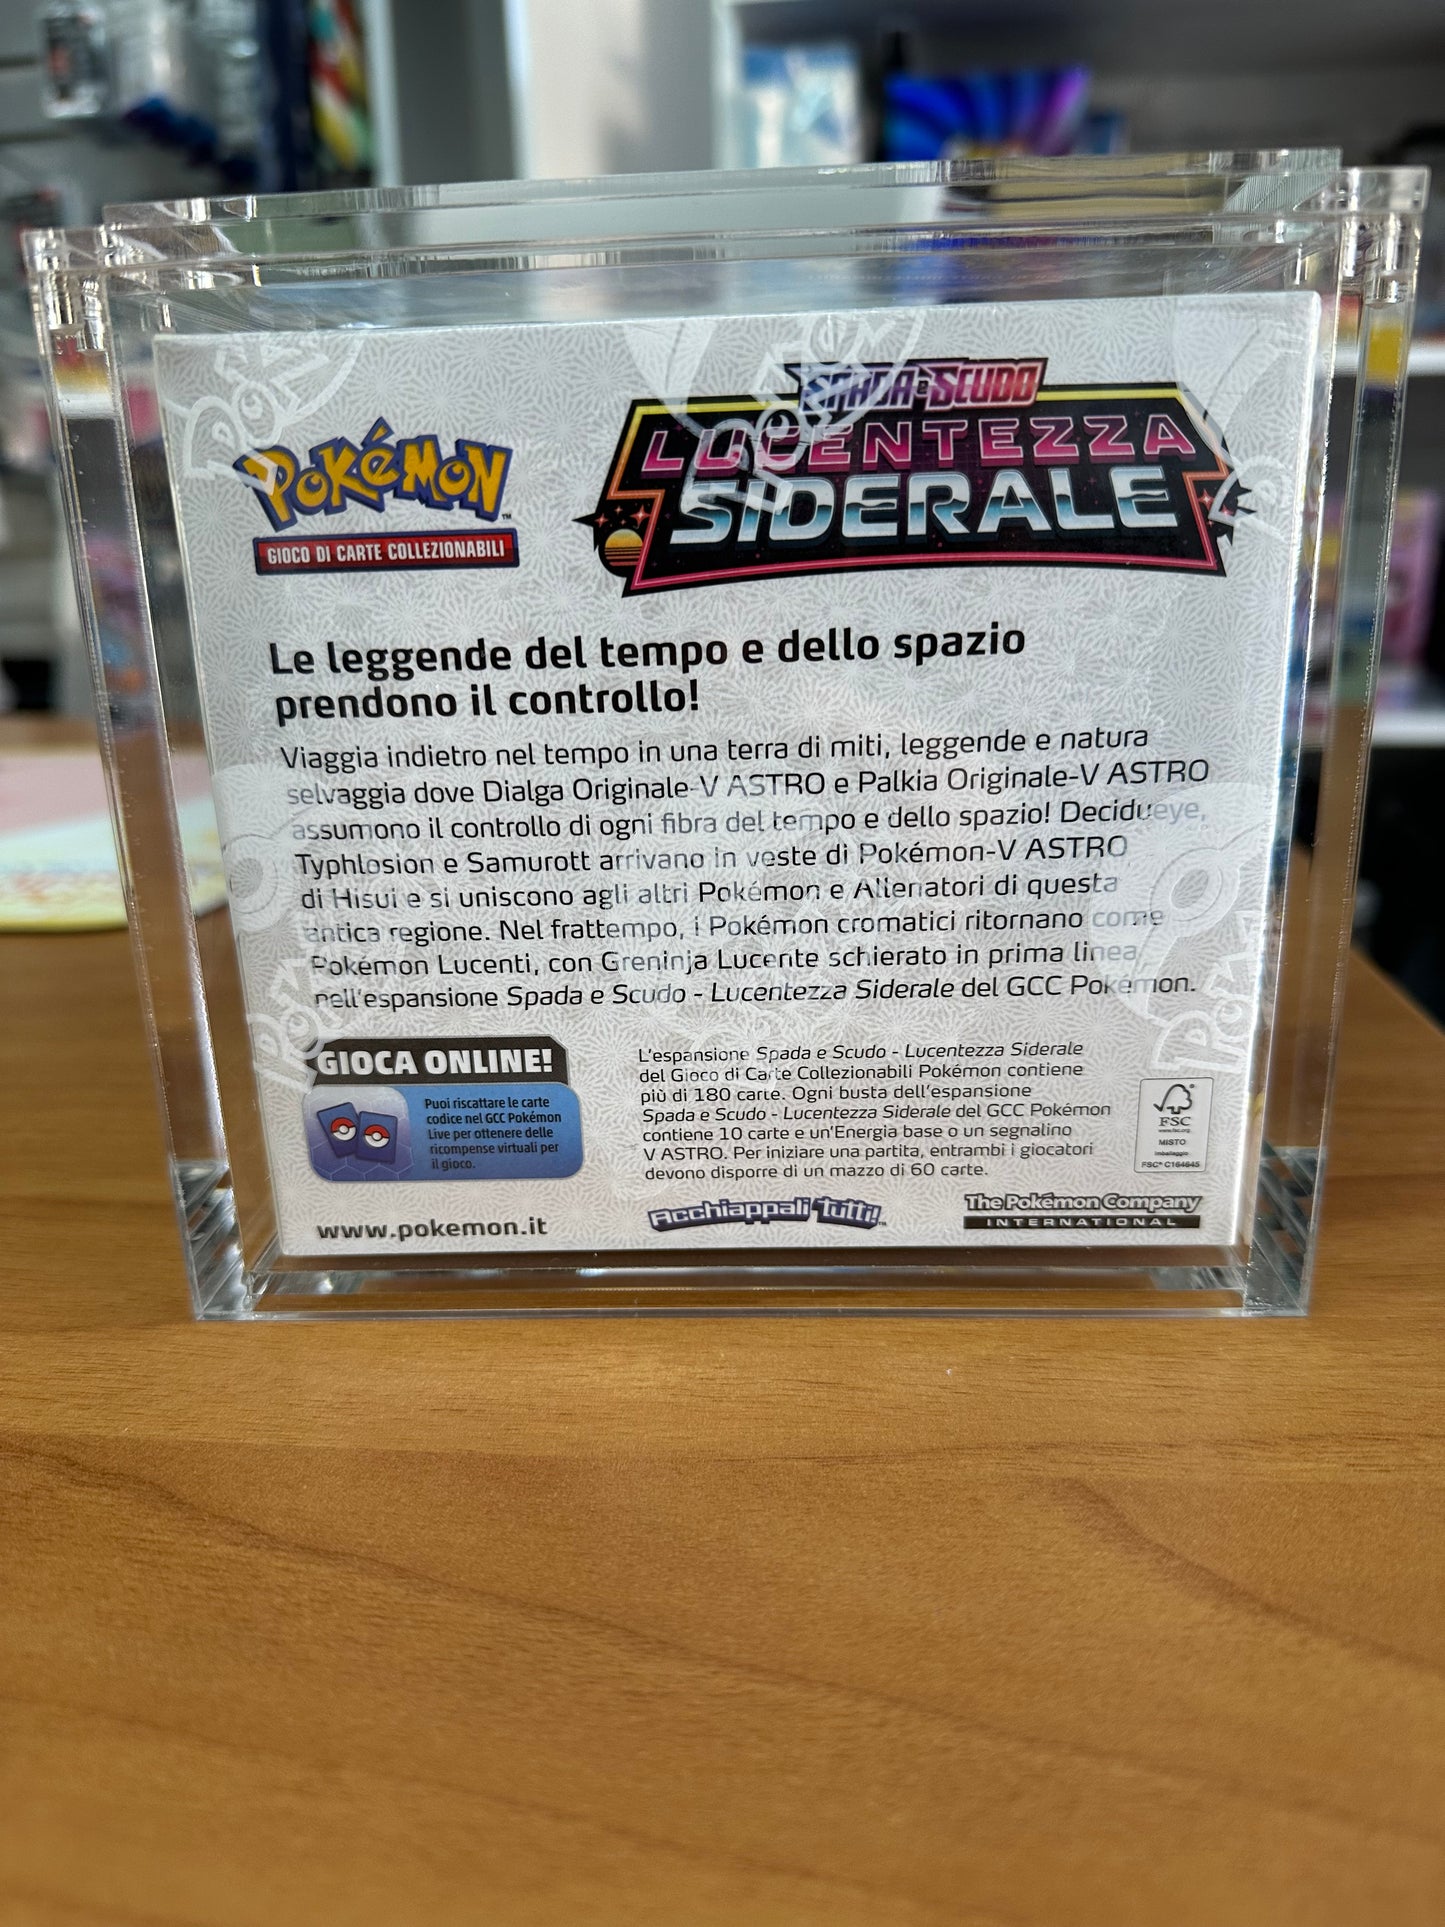 Pokémon
GIOCO DI CARTE COLLEZIONABILI
SPADA E SCUDO
LUCENTEZZA
SIDERALE
Le leggende del tempo e dello spazio
prendono il controllo!
Viaggia indietro nel tempo in una terra di miti, leggende e natura
selvaggia dove Dialga Originale-V ASTRO e Palkia Originale-V ASTRO
assumono il controllo di ogni fibra del tempo e dello spazio! Decidueye,
Typhlosion e Samurott arrivano in veste di Pokémon-V ASTRO
di Hisui e si uniscono agli altri Pokémon e Allenatori di questa
antica regione. Nel frattempo, i Pokémon cromatici ritornano come
Pokémon Lucenti, con Greninja Lucente schierato in prima linea
nell'espansione Spada e Scudo - Lucentezza Siderale del GCC Pokémon.
GIOCA ONLINE!
Puoi riscattare le carte
codice nel GCC Pokémon
Live per ottenere delle
ricompense virtuali per
il gioco.
www.pokemon.it
L'espansione Spada e Scudo - Lucentezza Siderale
del Gioco di Carte Collezionabili Pokémon contiene
più di 180 carte. Ogni busta dell'espansione
Spada e Scudo - Lucentezza Siderale del GCC Pokémon
contiene 10 carte e un'Energia base o un segnalino
V ASTRO. Per iniziare una partita, entrambi i giocatori
devono disporre di un mazzo di 60 carte.
Acchiappali tutti!™
FSC
www.fsc.org
MISTO
Imballaggio
FSC® C164645
The Pokémon Company
INTERNATIONAL